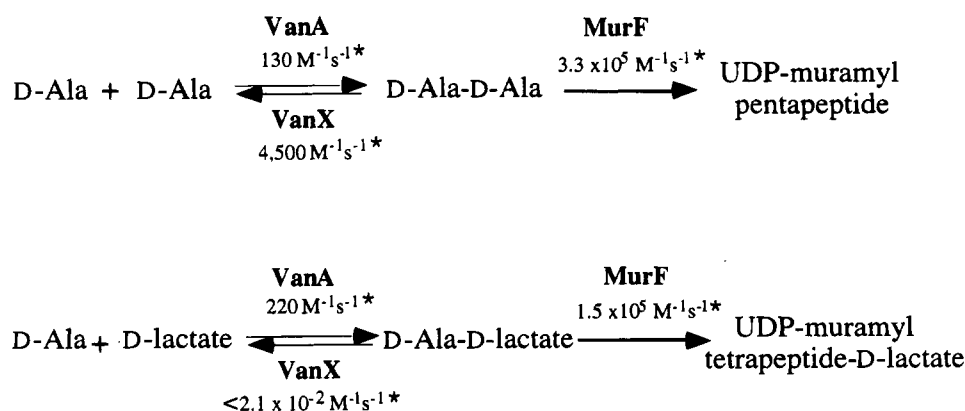 VanA
130 M⁻¹s⁻¹*
MurF
3.3 x10⁵ M⁻¹s⁻¹*
D-Ala + D-Ala
D-Ala-D-Ala
UDP-muramyl
pentapeptide
VanX
4,500 M⁻¹s⁻¹*
VanA
220 M⁻¹s⁻¹*
MurF
1.5 x10⁵ M⁻¹s⁻¹*
D-Ala + D-lactate
D-Ala-D-lactate
UDP-muramyl
tetrapeptide-D-lactate
VanX
<2.1 x 10⁻² M⁻¹s⁻¹*